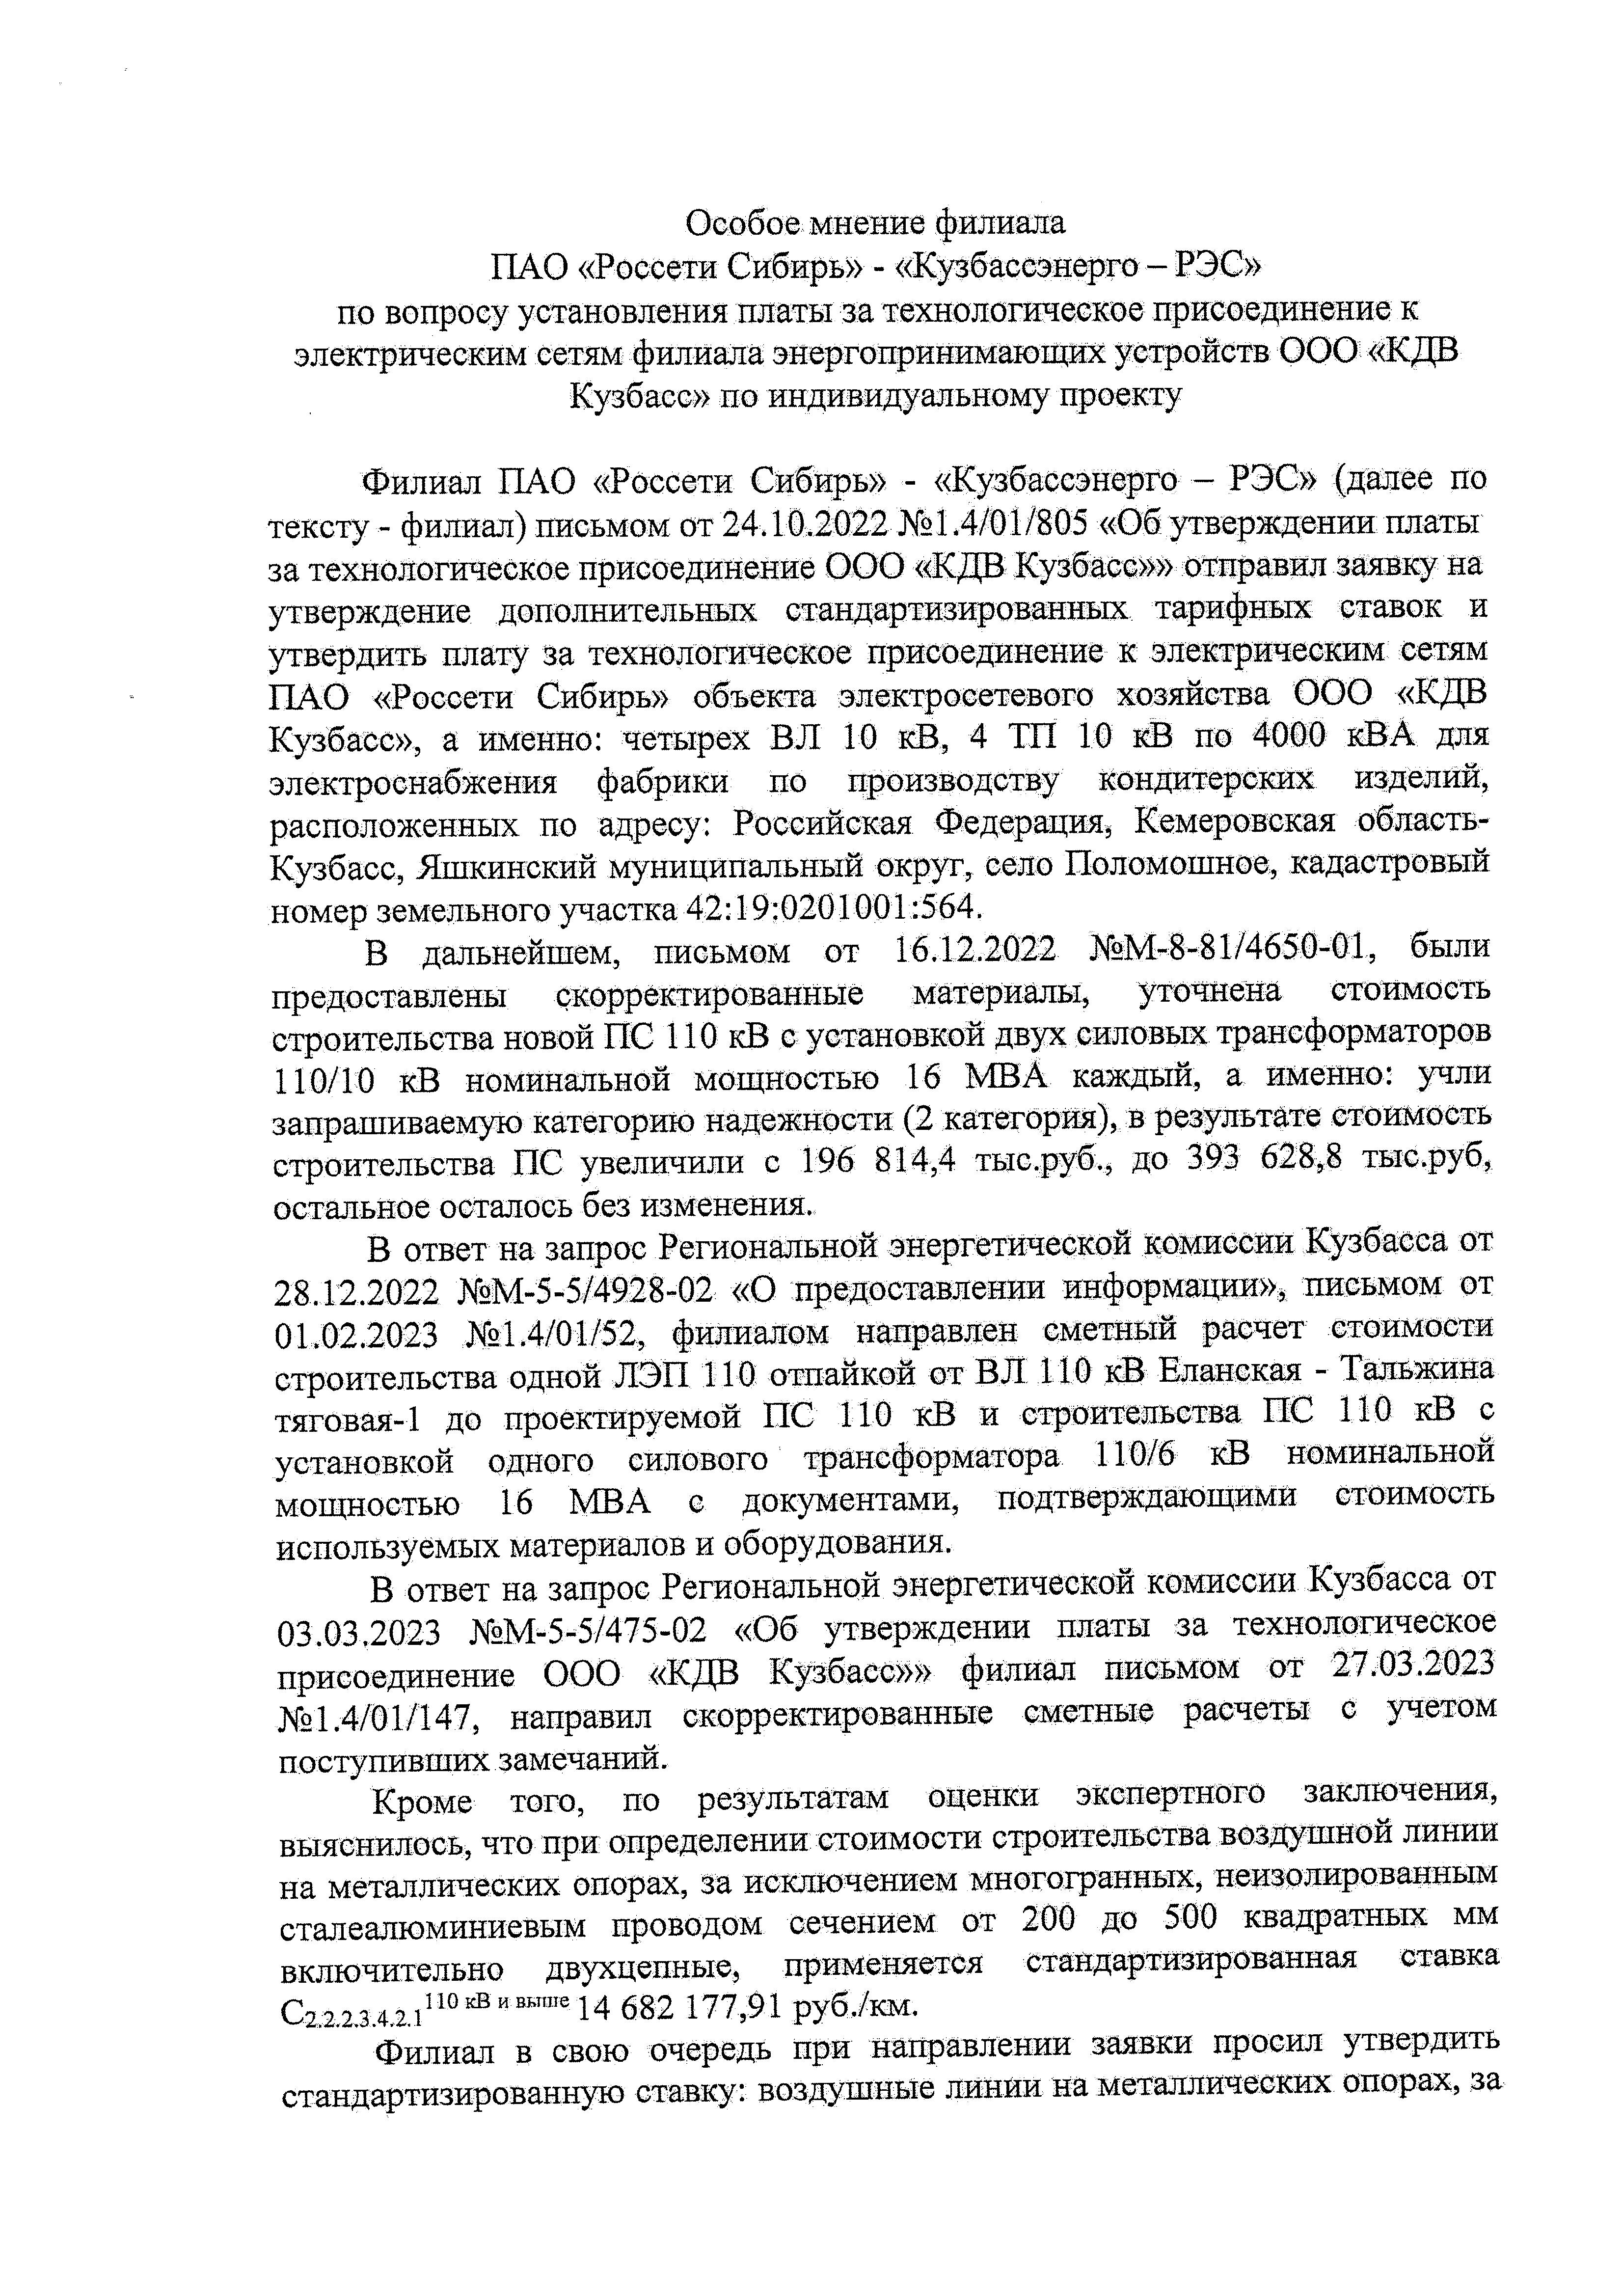 Особое мнение филиала
ПАО «Россети Сибирь» - «Кузбассэнерго – РЭС»
по вопросу установления платы за технологическое присоединение к
электрическим сетям филиала энергопринимающих устройств ООО «КДВ
Кузбасс» по индивидуальному проекту
Филиал ПАО «Россети Сибирь» - «Кузбассэнерго – РЭС» (далее по
тексту - филиал) письмом от 24.10.2022 №1.4/01/805 «Об утверждении платы
за технологическое присоединение ООО «КДВ Кузбасс»» отправил заявку на
утверждение дополнительных стандартизированных тарифных ставок и
утвердить плату за технологическое присоединение к электрическим сетям
ПАО «Россети Сибирь» объекта электросетевого хозяйства ООО «КДВ
Кузбасс», а именно: четырех ВЛ 10 кВ, 4 ТП 10 кВ по 4000 кВА для
электроснабжения фабрики по производству кондитерских изделий,
расположенных по адресу: Российская Федерация, Кемеровская область-
Кузбасс, Яшкинский муниципальный округ, село Поломошное, кадастровый
номер земельного участка 42:19:0201001:564.
В дальнейшем, письмом от 16.12.2022 №М-8-81/4650-01, были
предоставлены скорректированные материалы, уточнена стоимость
строительства новой ПС 110 кВ с установкой двух силовых трансформаторов
110/10 кВ номинальной мощностью 16 МВА каждый, а именно: учли
запрашиваемую категорию надежности (2 категория), в результате стоимость
строительства ПС увеличили с 196 814,4 тыс.руб., до 393 628,8 тыс.руб,
остальное осталось без изменения.
В ответ на запрос Региональной энергетической комиссии Кузбасса от
28.12.2022 №М-5-5/4928-02 «О предоставлении информации», письмом от
01.02.2023 №1.4/01/52, филиалом направлен сметный расчет стоимости
строительства одной ЛЭП 110 отпайкой от ВЛ 110 кВ Еланская - Тальжина
тяговая-1 до проектируемой ПС 110 кВ и строительства ПС 110 кВ с
установкой одного силового трансформатора 110/6 кВ номинальной
мощностью 16 МВА с документами, подтверждающими стоимость
используемых материалов и оборудования.
В ответ на запрос Региональной энергетической комиссии Кузбасса от
03.03.2023 №М-5-5/475-02 «Об утверждении платы за технологическое
присоединение ООО «КДВ Кузбасс»» филиал письмом от 27.03.2023
№1.4/01/147, направил скорректированные сметные расчеты с учетом
поступивших замечаний.
Кроме того, по результатам оценки экспертного заключения,
выяснилось, что при определении стоимости строительства воздушной линии
на металлических опорах, за исключением многогранных, неизолированным
сталеалюминиевым проводом сечением от 200 до 500 квадратных мм
включительно двухцепные, применяется стандартизированная ставка
С2.2.2.3.4.2.1 110 кВ и выше 14 682 177,91 руб./км.
Филиал в свою очередь при направлении заявки просил утвердить
стандартизированную ставку: воздушные линии на металлических опорах, за